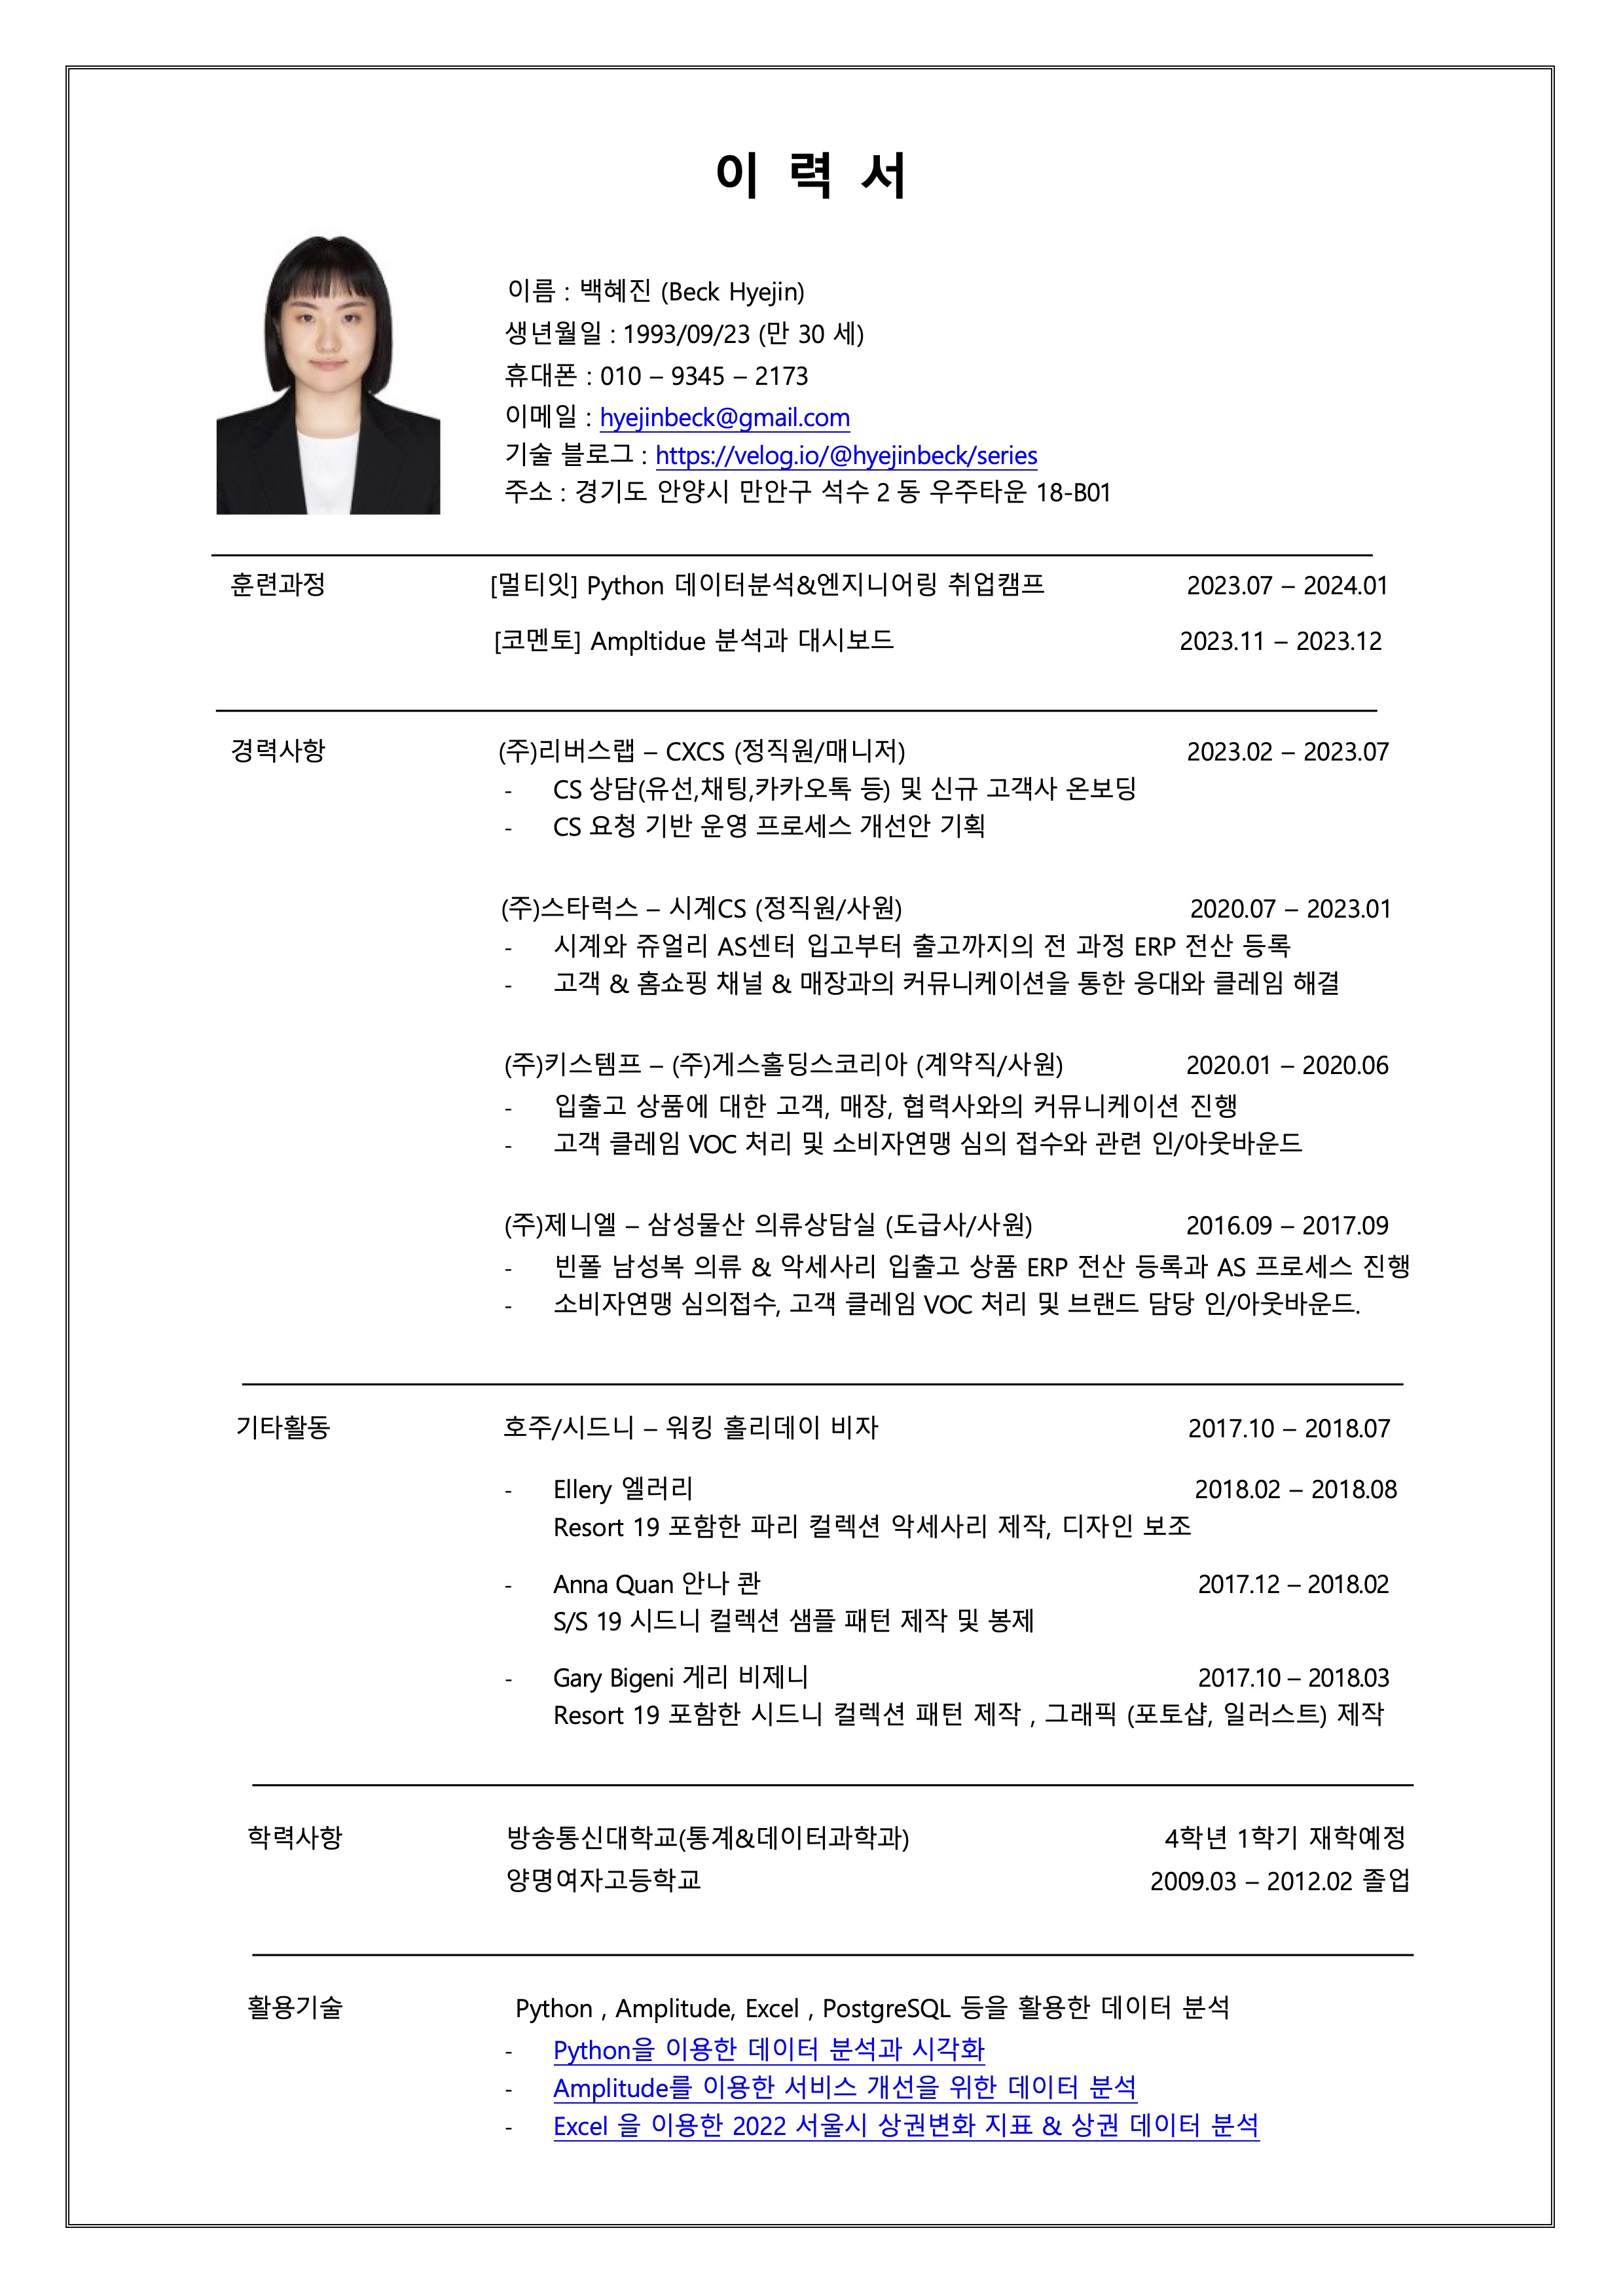 이 력 서
이름 : 백혜진 (Beck Hyejin)
생년월일 : 1993/09/23 (만 30 세)
휴대폰 : 010 – 9345 – 2173
이메일 : hyejinbeck@gmail.com
기술 블로그 : https://velog.io/@hyejinbeck/series
주소 : 경기도 안양시 만안구 석수 2 동 우주타운 18-B01
훈련과정 [멀티잇] Python 데이터분석&엔지니어링 취업캠프 2023.07 – 2024.01
[코멘토] Ampltidue 분석과 대시보드 2023.11 – 2023.12
경력사항 (주)리버스랩 – CXCS (정직원/매니저) 2023.02 – 2023.07
- CS 상담(유선,채팅,카카오톡 등) 및 신규 고객사 온보딩
- CS 요청 기반 운영 프로세스 개선안 기획
(주)스타럭스 – 시계CS (정직원/사원) 2020.07 – 2023.01
- 시계와 쥬얼리 AS센터 입고부터 출고까지의 전 과정 ERP 전산 등록
- 고객 & 홈쇼핑 채널 & 매장과의 커뮤니케이션을 통한 응대와 클레임 해결
(주)키스템프 – (주)게스홀딩스코리아 (계약직/사원) 2020.01 – 2020.06
- 입출고 상품에 대한 고객, 매장, 협력사와의 커뮤니케이션 진행
- 고객 클레임 VOC 처리 및 소비자연맹 심의 접수와 관련 인/아웃바운드
(주)제니엘 – 삼성물산 의류상담실 (도급사/사원) 2016.09 – 2017.09
- 빈폴 남성복 의류 & 악세사리 입출고 상품 ERP 전산 등록과 AS 프로세스 진행
- 소비자연맹 심의접수, 고객 클레임 VOC 처리 및 브랜드 담당 인/아웃바운드.
기타활동 호주/시드니 – 워킹 홀리데이 비자 2017.10 – 2018.07
- Ellery 엘러리 2018.02 – 2018.08
Resort 19 포함한 파리 컬렉션 악세사리 제작, 디자인 보조
- Anna Quan 안나 콴 2017.12 – 2018.02
S/S 19 시드니 컬렉션 샘플 패턴 제작 및 봉제
- Gary Bigeni 게리 비제니 2017.10 – 2018.03
Resort 19 포함한 시드니 컬렉션 패턴 제작 , 그래픽 (포토샵, 일러스트) 제작
학력사항 방송통신대학교(통계&데이터과학과) 4학년 1학기 재학예정
양명여자고등학교 2009.03 – 2012.02 졸업
활용기술 Python , Amplitude, Excel , PostgreSQL 등을 활용한 데이터 분석
- Python을 이용한 데이터 분석과 시각화
- Amplitude를 이용한 서비스 개선을 위한 데이터 분석
- Excel 을 이용한 2022 서울시 상권변화 지표 & 상권 데이터 분석